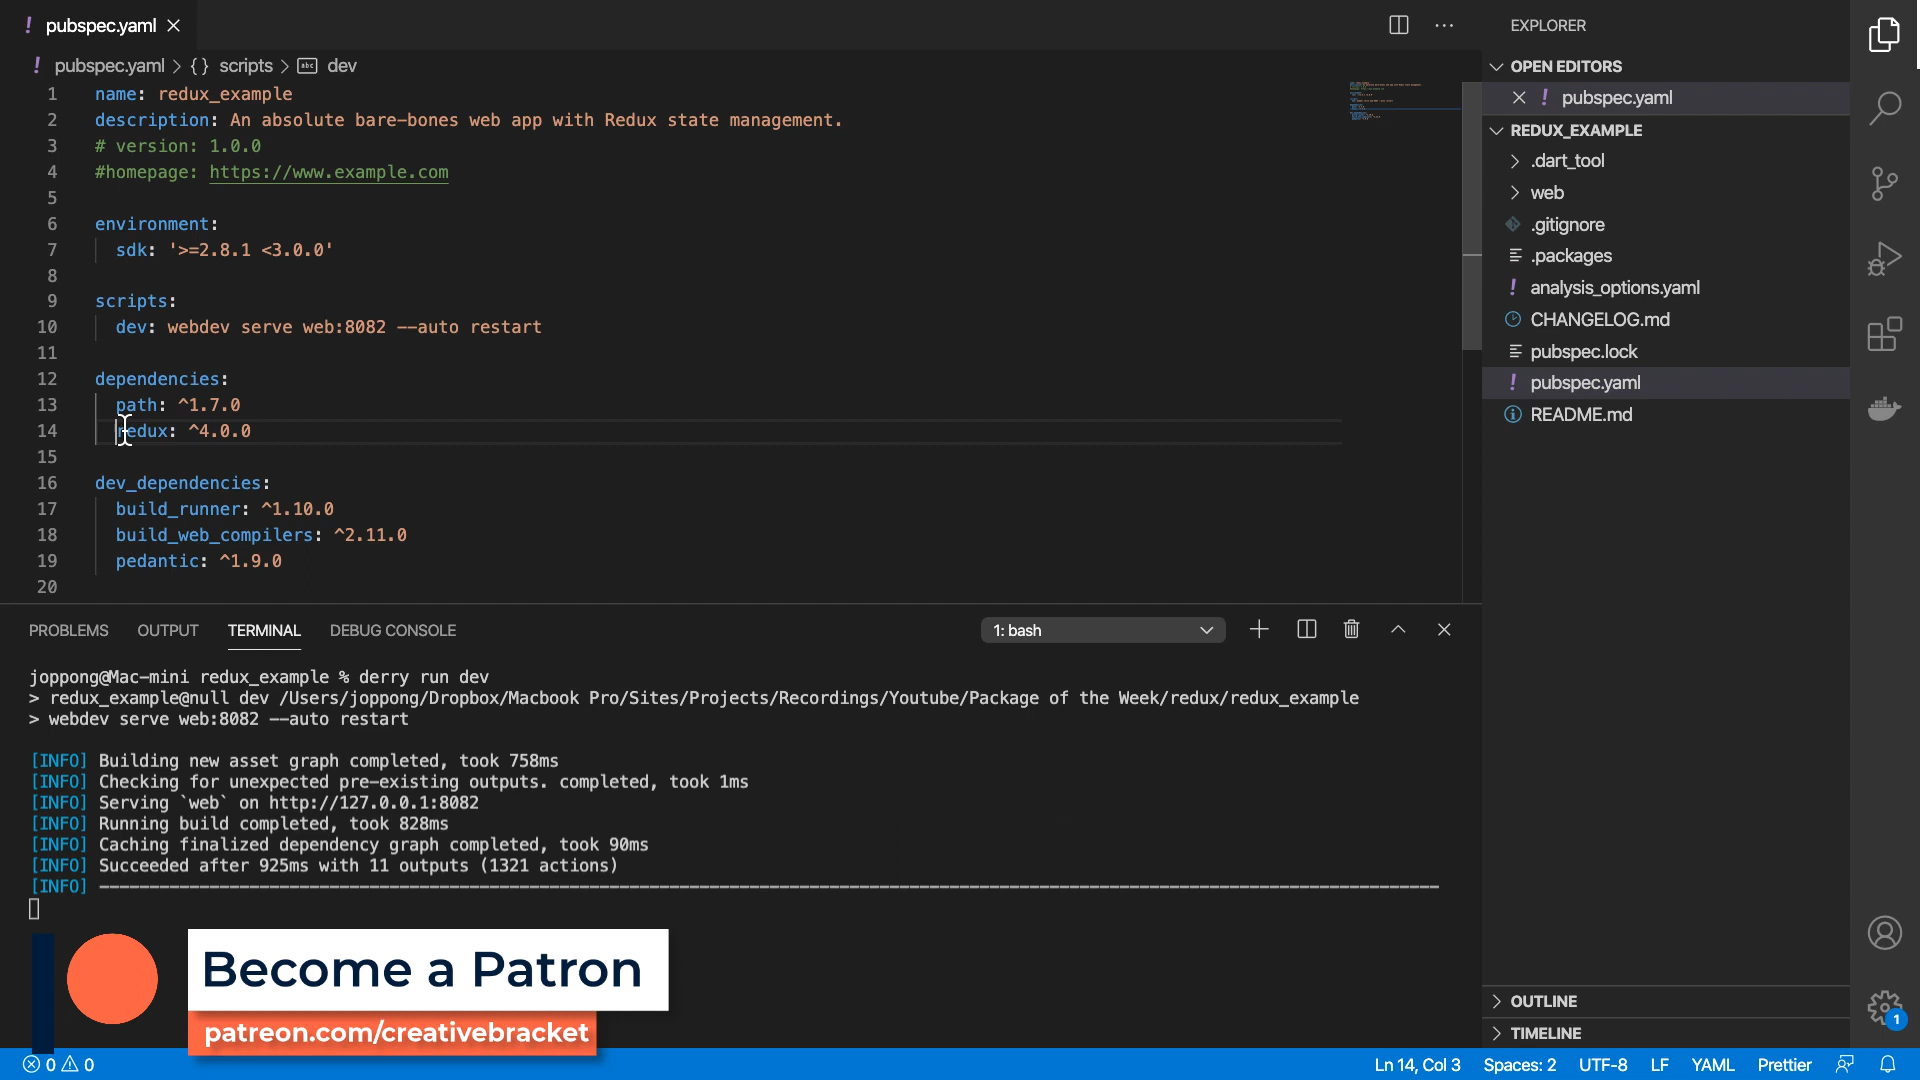 pubspec.yaml
pubspec.yaml > {} scripts > abc dev
1 name: redux_example
2 description: An absolute bare-bones web app with Redux state management.
3 # version: 1.0.0
4 #homepage: https://www.example.com
5
6 environment:
7 sdk: '>=2.8.1 <3.0.0'
8
9 scripts:
10 dev: webdev serve web:8082 --auto restart
11
12 dependencies:
13 path: ^1.7.0
14 redux: ^4.0.0
15
16 dev_dependencies:
17 build_runner: ^1.10.0
18 build_web_compilers: ^2.11.0
19 pedantic: ^1.9.0
20
PROBLEMS OUTPUT TERMINAL DEBUG CONSOLE 1: bash
joppong@Mac-mini redux_example % derry run dev
> redux_example@null dev /Users/joppong/Dropbox/Macbook Pro/Sites/Projects/Recordings/Youtube/Package of the Week/redux/redux_example
> webdev serve web:8082 --auto restart
[INFO] Building new asset graph completed, took 758ms
[INFO] Checking for unexpected pre-existing outputs. completed, took 1ms
[INFO] Serving `web` on http://127.0.0.1:8082
[INFO] Running build completed, took 828ms
[INFO] Caching finalized dependency graph completed, took 90ms
[INFO] Succeeded after 925ms with 11 outputs (1321 actions)
[INFO] ----------------------------------------------------------------------
Become a Patron
patreon.com/creativebracket
EXPLORER
OPEN EDITORS
! pubspec.yaml
REDUX_EXAMPLE
.dart_tool
web
.gitignore
.packages
! analysis_options.yaml
CHANGELOG.md
pubspec.lock
! pubspec.yaml
README.md
OUTLINE
TIMELINE
1
0 0 Ln 14, Col 3 Spaces: 2 UTF-8 LF YAML Prettier